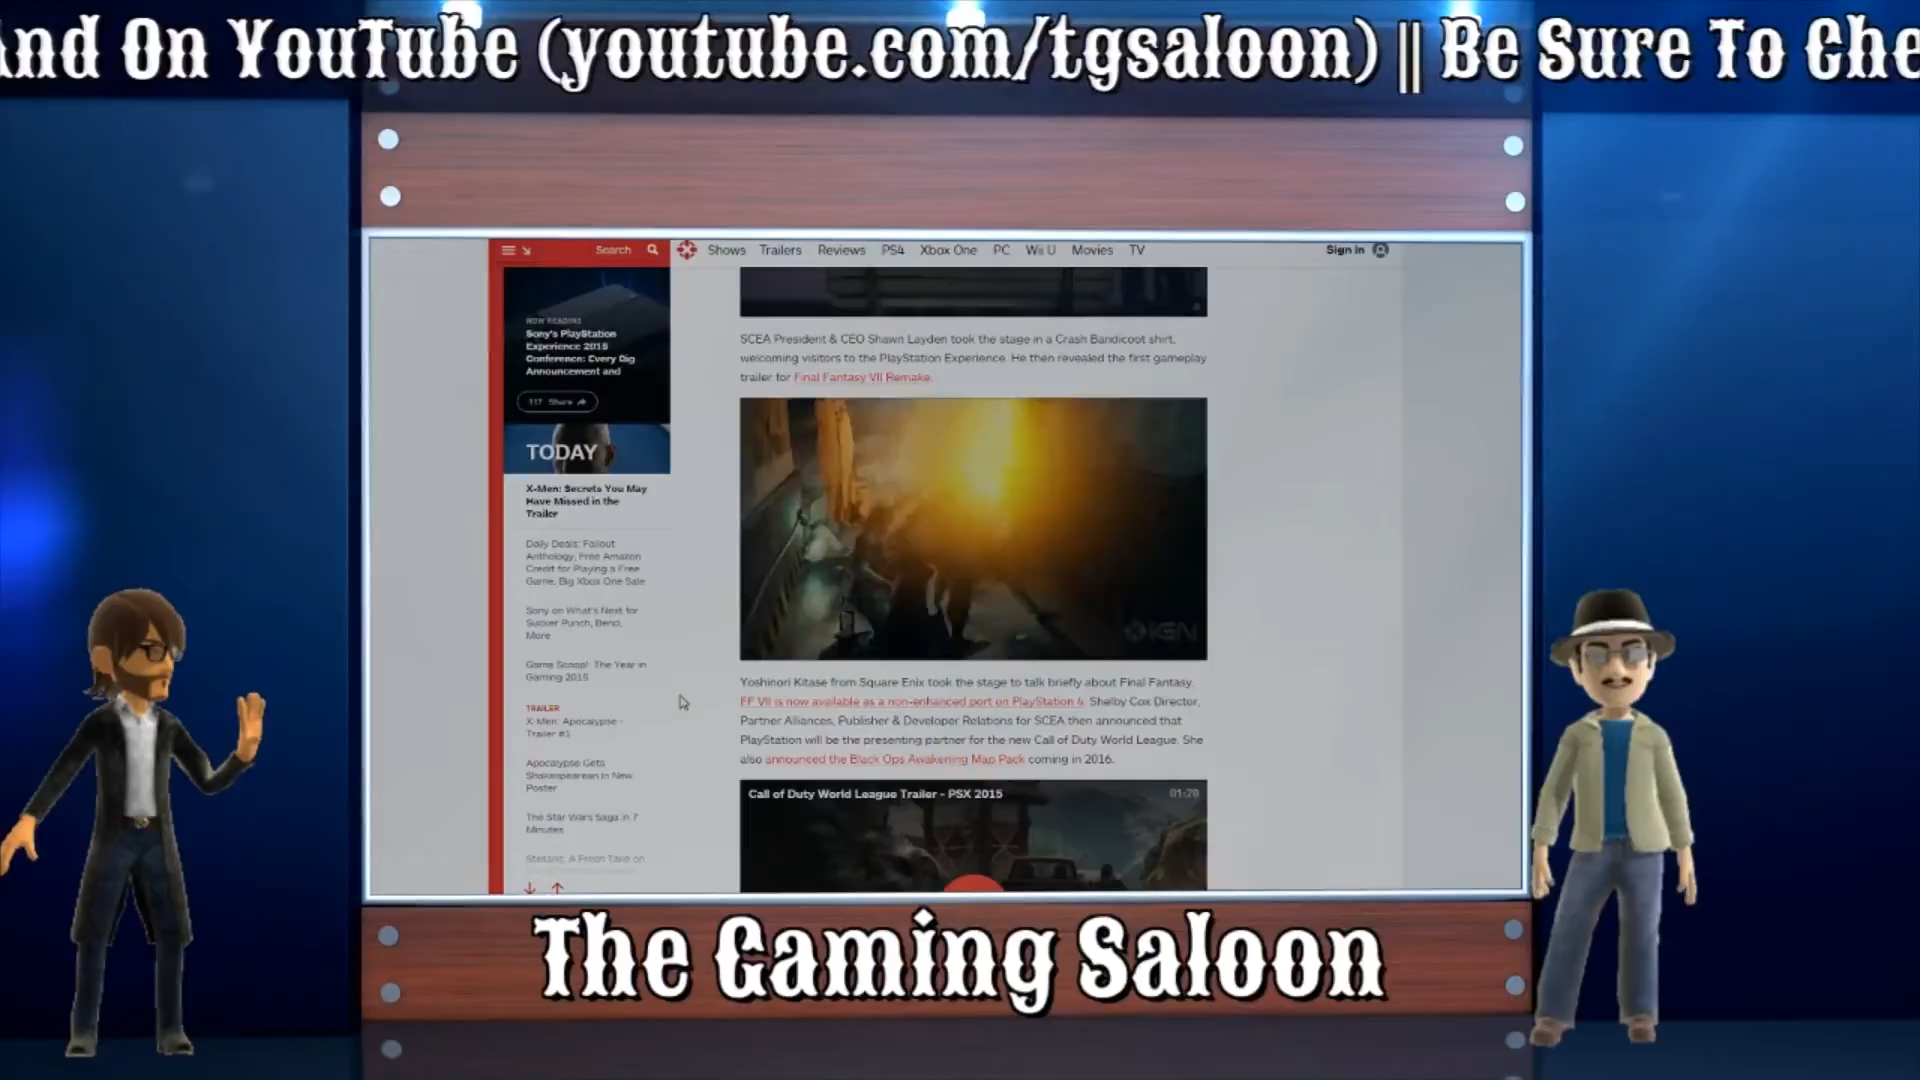 And On YouTube (youtube.com/tgsaloon) || Be Sure To Che
Search
Shows Trailers Reviews PS4 Xbox One PC Wii U Movies TV
Sign in
NOW READING
Sony's PlayStation
Experience 2015
Conference: Every Big
Announcement and
117 Share
TODAY
X-Men: Secrets You May
Have Missed in the
Trailer
Daily Deals: Fallout
Anthology, Free Amazon
Credit for Playing a Free
Game, Big Xbox One Sale
Sony on What's Next for
Sucker Punch, Bend,
More
Game Scoop! The Year in
Gaming 2015
TRAILER
X-Men: Apocalypse -
Trailer #1
Apocalypse Gets
Shakespearean in New
Poster
The Star Wars Saga in 7
Minutes
A Fresh Take on
SCEA President & CEO Shawn Layden took the stage in a Crash Bandicoot shirt,
welcoming visitors to the PlayStation Experience. He then revealed the first gameplay
trailer for Final Fantasy VII Remake.
IGN
Yoshinori Kitase from Square Enix took the stage to talk briefly about Final Fantasy.
FF VII is now available as a non-enhanced port on PlayStation 4. Shelby Cox Director,
Partner Alliances, Publisher & Developer Relations for SCEA then announced that
PlayStation will be the presenting partner for the new Call of Duty World League. She
also announced the Black Ops Awakening Map Pack coming in 2016.
Call of Duty World League Trailer - PSX 2015
01:20
The Gaming Saloon